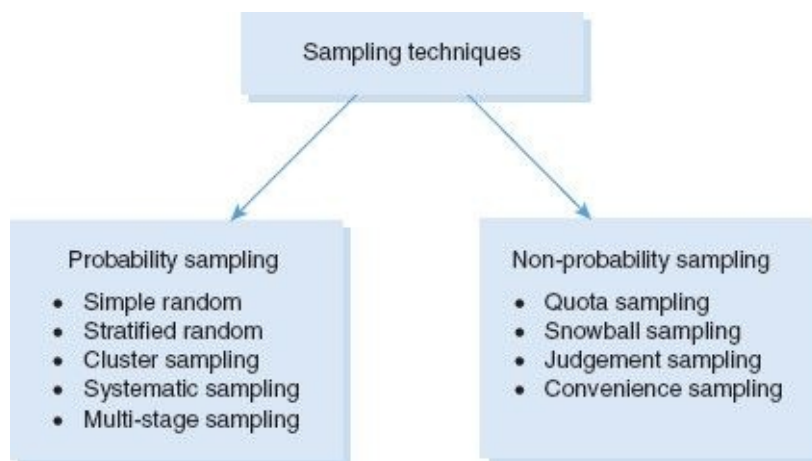 Sampling techniques
Probability sampling
• Simple random
• Stratified random
• Cluster sampling
• Systematic sampling
• Multi-stage sampling
Non-probability sampling
• Quota sampling
• Snowball sampling
• Judgement sampling
• Convenience sampling